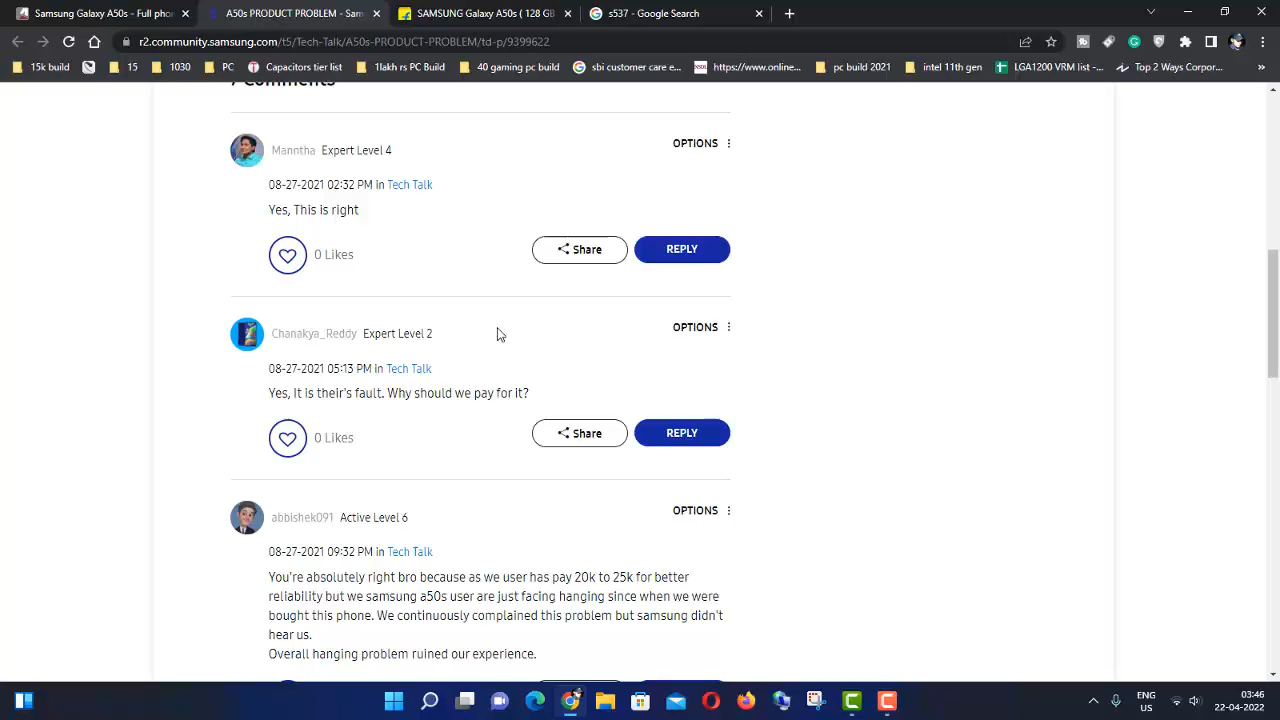 Samsung Galaxy A50s - Full phon
A50s PRODUCT PROBLEM - Sam
SAMSUNG Galaxy A50s ( 128 GB
s537 - Google Search
r2.community.samsung.com/t5/Tech-Talk/A50s-PRODUCT-PROBLEM/td-p/9399622
15k build
15
1030
PC
Capacitors tier list
1lakh rs PC Build
40 gaming pc build
sbi customer care e...
https://www.online...
pc build 2021
intel 11th gen
LGA1200 VRM list -...
Top 2 Ways Corpor...
»
7 Comments
Manntha Expert Level 4
OPTIONS
08-27-2021 02:32 PM in Tech Talk
Yes, This is right
0 Likes
Share
REPLY
Chanakya_Reddy Expert Level 2
OPTIONS
08-27-2021 05:13 PM in Tech Talk
Yes, It is their's fault. Why should we pay for it?
0 Likes
Share
REPLY
abbishek091 Active Level 6
OPTIONS
08-27-2021 09:32 PM in Tech Talk
You're absolutely right bro because as we user has pay 20k to 25k for better
reliability but we samsung a50s user are just facing hanging since when we were
bought this phone. We continuously complained this problem but samsung didn't
hear us.
Overall hanging problem ruined our experience.
ENG
US
03:46
22-04-2022